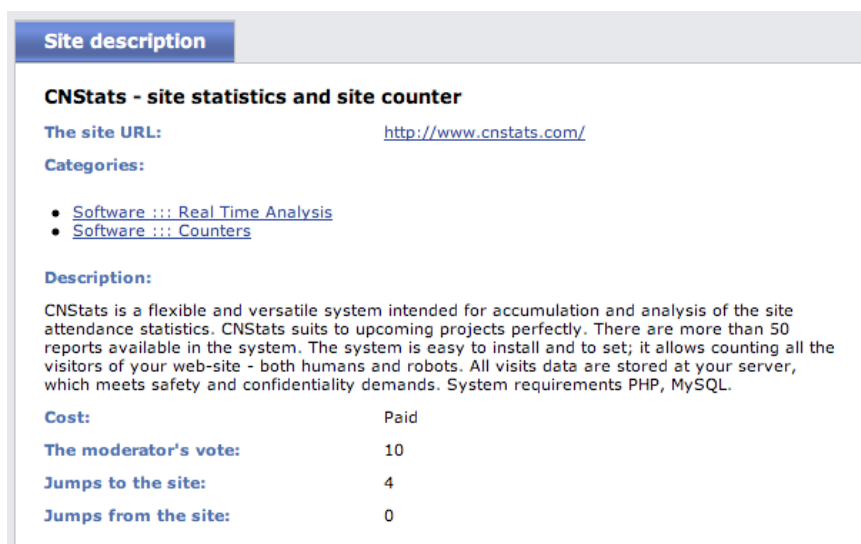 Site description
CNStats - site statistics and site counter
The site URL: http://www.cnstats.com/
Categories:
• Software ::: Real Time Analysis
• Software ::: Counters
Description:
CNStats is a flexible and versatile system intended for accumulation and analysis of the site
attendance statistics. CNStats suits to upcoming projects perfectly. There are more than 50
reports available in the system. The system is easy to install and to set; it allows counting all the
visitors of your web-site - both humans and robots. All visits data are stored at your server,
which meets safety and confidentiality demands. System requirements PHP, MySQL.
Cost: Paid
The moderator's vote: 10
Jumps to the site: 4
Jumps from the site: 0